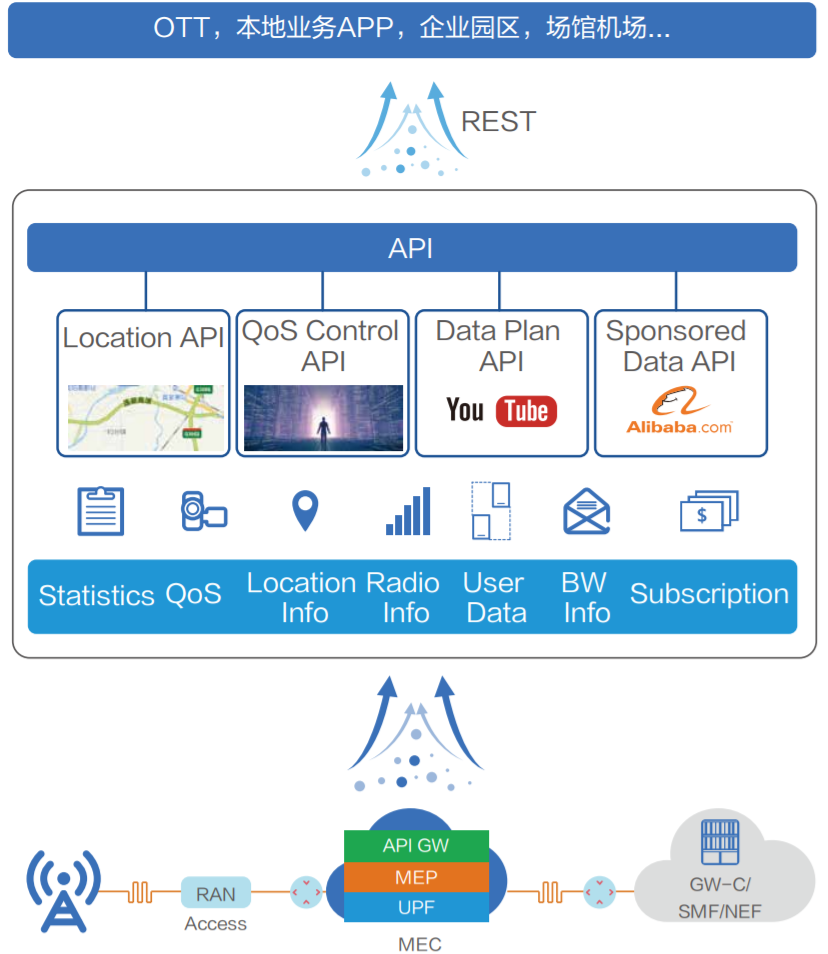 OTT，本地业务APP，企业园区，场馆机场...
REST
API
Location API
QoS Control
API
Data Plan
API
Sponsored
Data API
You Tube
Alibaba.com
$
Statistics
QoS
Location
Info
Radio
Info
User
Data
BW
Info
Subscription
API GW
MEP
UPF
MEC
RAN
Access
GW-C/
SMF/NEF